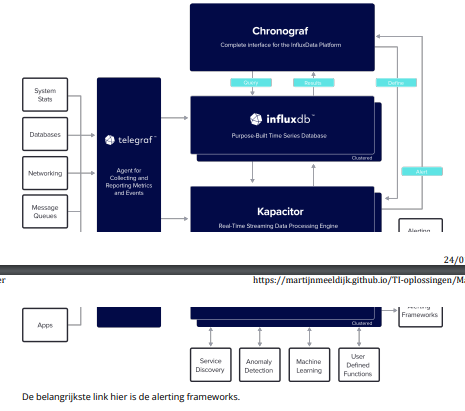 Chronograf
Complete interface for the InfluxData Platform
Query
Results
Define
System
Stats
Databases
Networking
Message
Queues
telegraf™
Agent for
Collecting and
Reporting Metrics
and Events
influxdb™
Purpose-Built Time Series Database
Clustered
Alert
Kapacitor
Real-Time Streaming Data Processing Engine
Alerting
24/0
er
https://martijnmeeldijk.github.io/TI-oplossingen/Ma
Apps
Clustered
Frameworks
Service
Discovery
Anomaly
Detection
Machine
Learning
User
Defined
Functions
De belangrijkste link hier is de alerting frameworks.